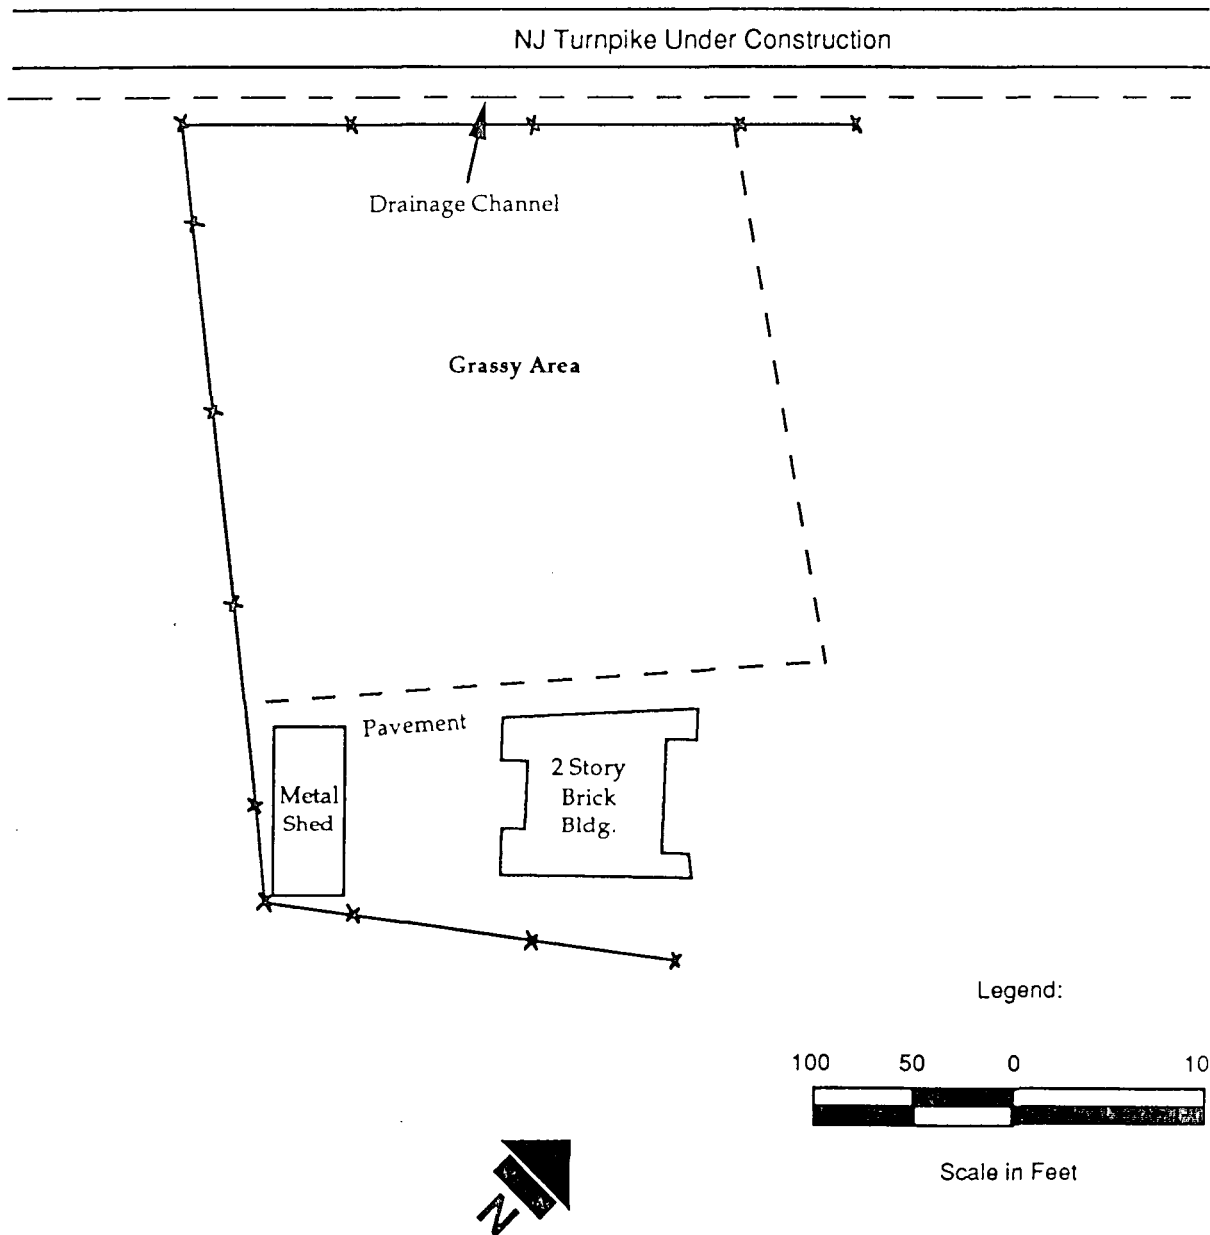 NJ Turnpike Under Construction
Drainage Channel
Grassy Area
Pavement
Metal
Shed
2 Story
Brick
Bldg.
Legend:
100 50 0 10
Scale in Feet
N